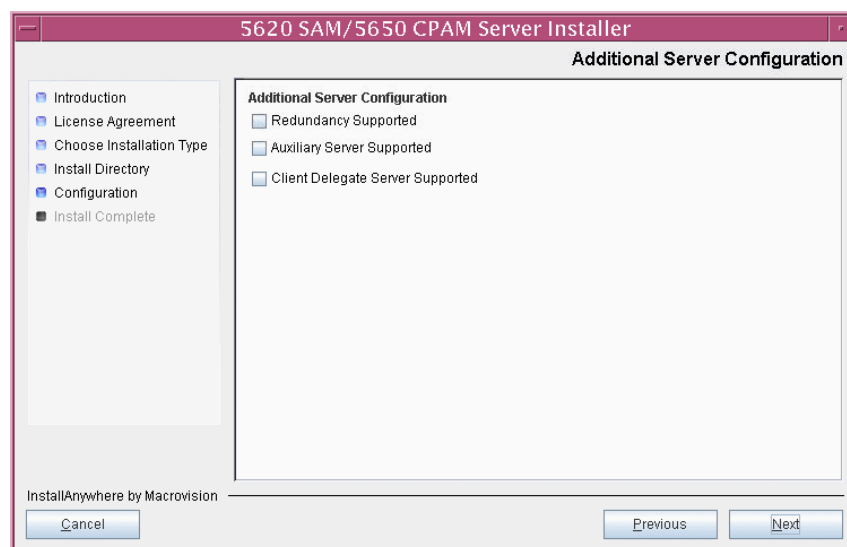 5620 SAM/5650 CPAM Server Installer
Additional Server Configuration
Introduction
License Agreement
Choose Installation Type
Install Directory
Configuration
Install Complete
Additional Server Configuration
Redundancy Supported
Auxiliary Server Supported
Client Delegate Server Supported
InstallAnywhere by Macrovision
Cancel
Previous
Next